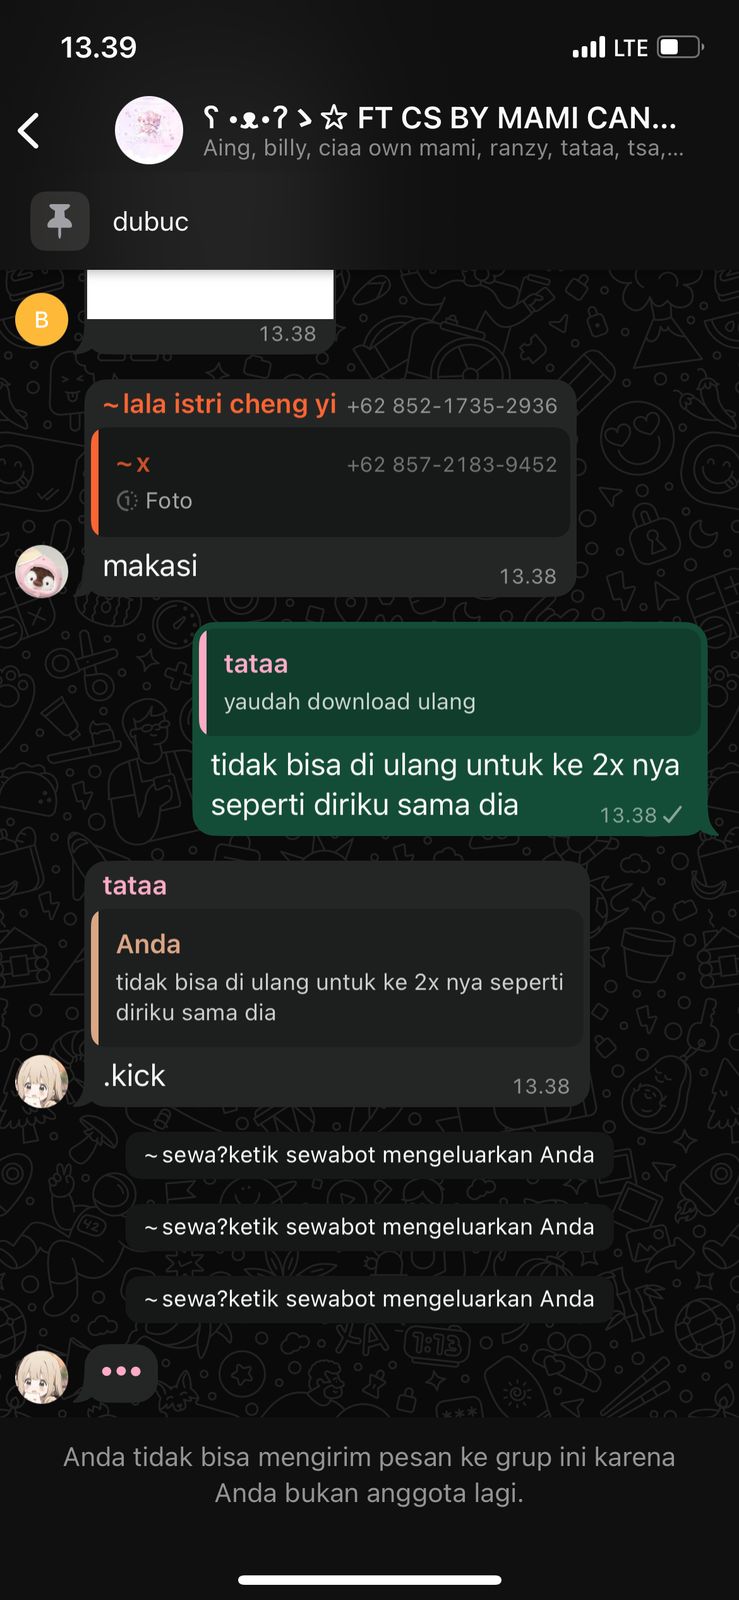 13.39
LTE
ʕ •ᴥ•ʔゝ☆ FT CS BY MAMI CAN...
Aing, billy, ciaa own mami, ranzy, tataa, tsa,...
dubuc
B
13.38
~lala istri cheng yi +62 852-1735-2936
~x +62 857-2183-9452
1 Foto
makasi
13.38
tataa
yaudah download ulang
tidak bisa di ulang untuk ke 2x nya
seperti diriku sama dia
13.38
tataa
Anda
tidak bisa di ulang untuk ke 2x nya seperti
diriku sama dia
.kick
13.38
~sewa?ketik sewabot mengeluarkan Anda
~sewa?ketik sewabot mengeluarkan Anda
~sewa?ketik sewabot mengeluarkan Anda
Anda tidak bisa mengirim pesan ke grup ini karena
Anda bukan anggota lagi.